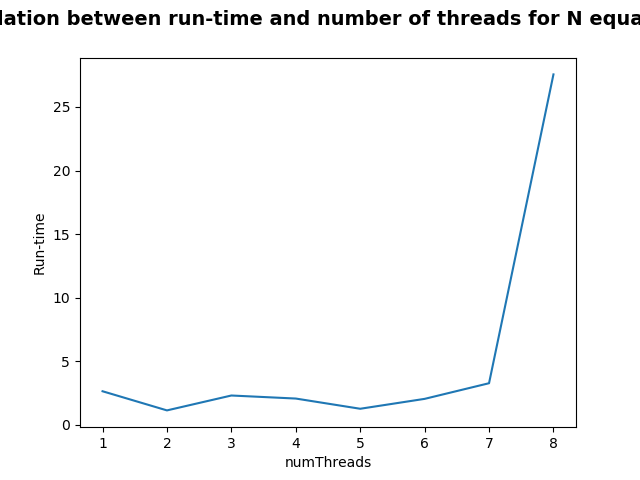 lation between run-time and number of threads for N equa
25
20
15
10
5
0
Run-time
1 2 3 4 5 6 7 8
numThreads